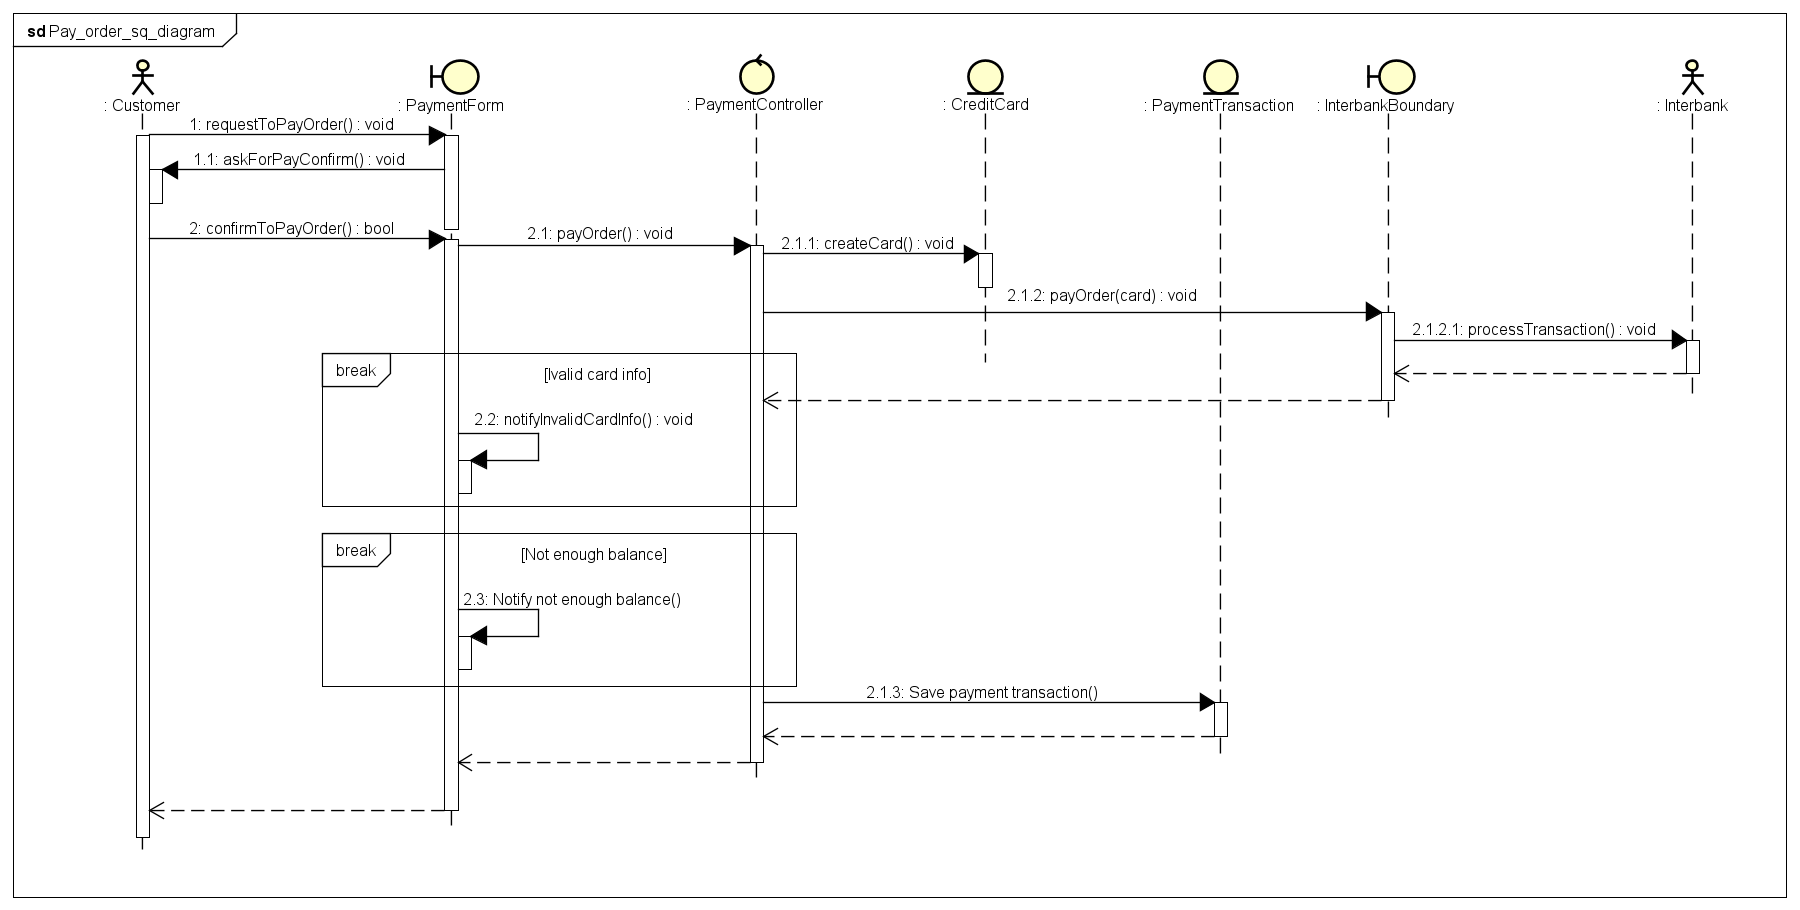 sd Pay_order_sq_diagram
: Customer
: PaymentForm
: PaymentController
: CreditCard
: PaymentTransaction
: InterbankBoundary
: Interbank
1: requestToPayOrder() : void
1.1: askForPayConfirm() : void
2: confirmToPayOrder() : bool
2.1: payOrder() : void
2.1.1: createCard() : void
2.1.2: payOrder(card) : void
2.1.2.1: processTransaction() : void
break
[Ivalid card info]
2.2: notifyInvalidCardInfo() : void
break
[Not enough balance]
2.3: Notify not enough balance()
2.1.3: Save payment transaction()